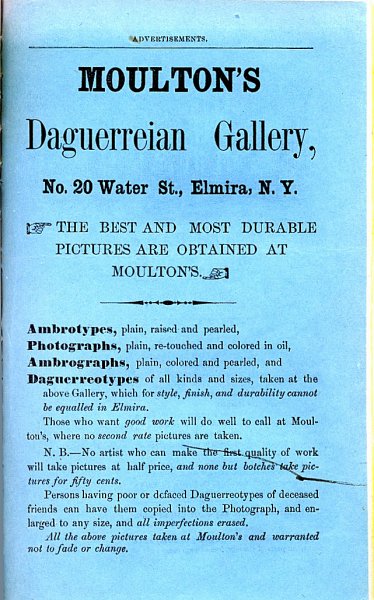 ADVERTISEMENTS.
MOULTON'S
Daguerreian Gallery,
No. 20 Water St., Elmira, N. Y.
THE BEST AND MOST DURABLE
PICTURES ARE OBTAINED AT
MOULTON'S.
Ambrotypes, plain, raised and pearled,
Photographs, plain, re-touched and colored in oil,
Ambrographs, plain, colored and pearled, and
Daguerreotypes of all kinds and sizes, taken at the
above Gallery, which for style, finish, and durability cannot
be equalled in Elmira.
Those who want good work will do well to call at Moul-
ton's, where no second rate pictures are taken.
N. B.—No artist who can make the first quality of work
will take pictures at half price, and none but botches take pic-
tures for fifty cents.
Persons having poor or defaced Daguerreotypes of deceased
friends can have them copied into the Photograph, and en-
larged to any size, and all imperfections erased.
All the above pictures taken at Moulton's and warranted
not to fade or change.